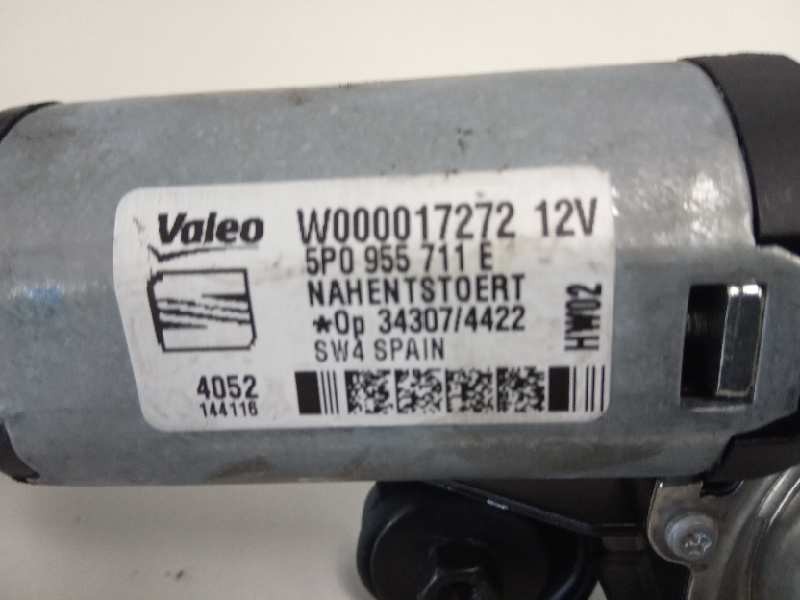 Valeo W000017272 12V
5P0 955 711 E
NAHENTSTOERT
*Op 34307/4422
SW4 SPAIN
HW02
4052
144116